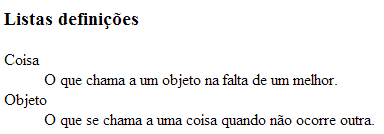 Listas definições
Coisa
O que chama a um objeto na falta de um melhor.
Objeto
O que se chama a uma coisa quando não ocorre outra.